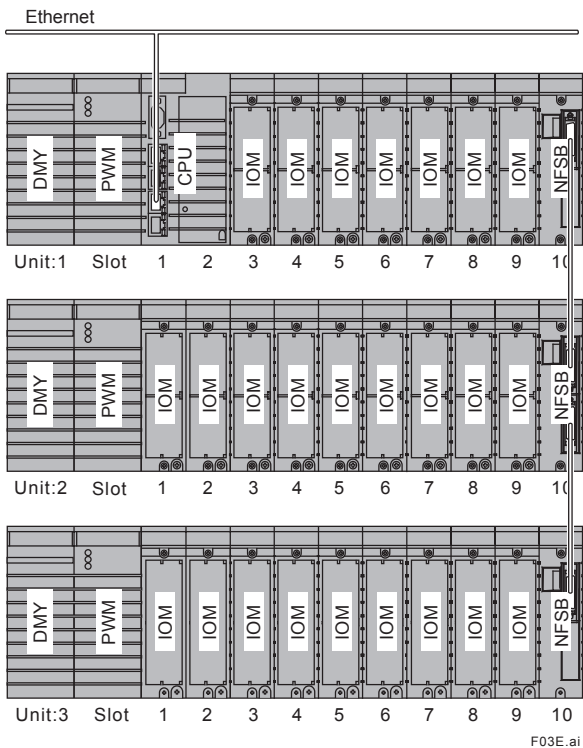 Ethernet
DMY PWM CPU IOM IOM IOM IOM IOM IOM IOM NFSB
Unit:1 Slot 1 2 3 4 5 6 7 8 9 10
DMY PWM IOM IOM IOM IOM IOM IOM IOM IOM IOM NFSB
Unit:2 Slot 1 2 3 4 5 6 7 8 9 10
DMY PWM IOM IOM IOM IOM IOM IOM IOM IOM IOM NFSB
Unit:3 Slot 1 2 3 4 5 6 7 8 9 10
F03E.ai